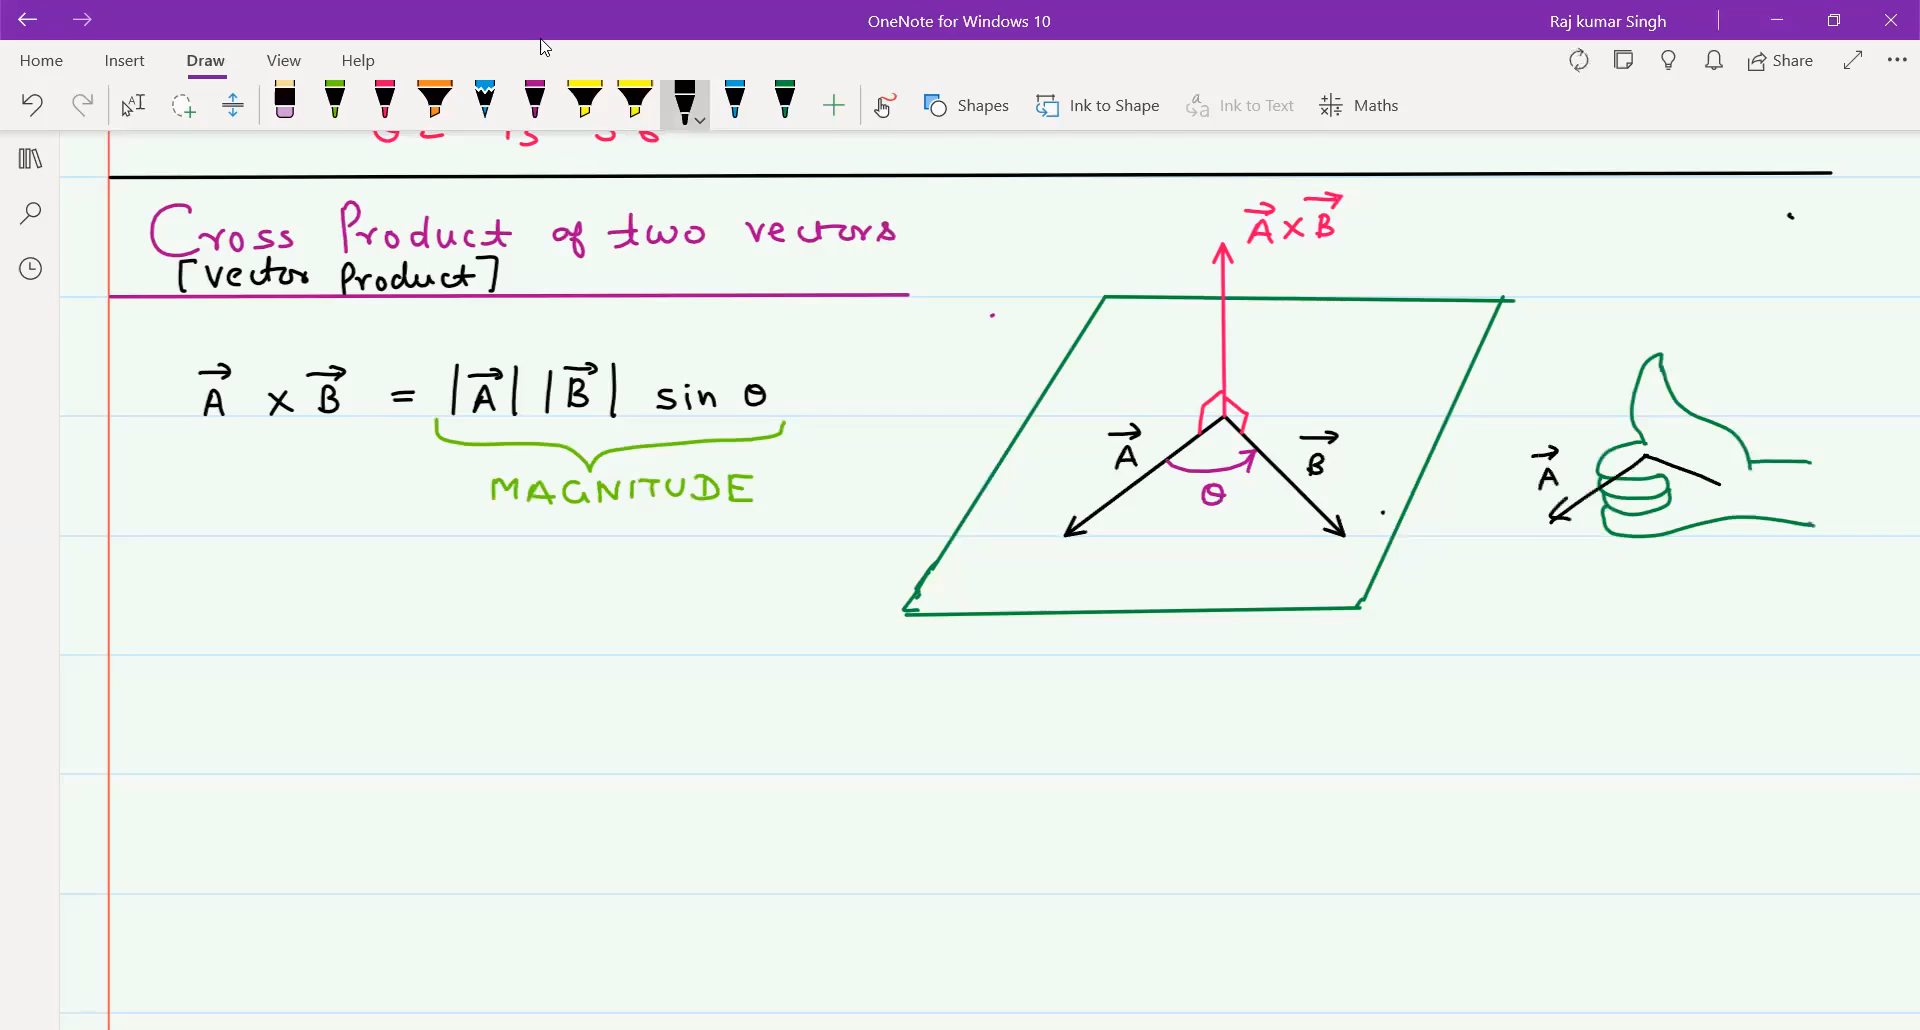 OneNote for Windows 10
Raj kumar Singh
Home Insert Draw View Help
Share
Shapes Ink to Shape Ink to Text Maths
Cross Product of two vectors
[Vector Product]
A⃗ × B⃗ = |A⃗| |B⃗| sin θ
MAGNITUDE
A⃗ × B⃗
A⃗
B⃗
θ
A⃗